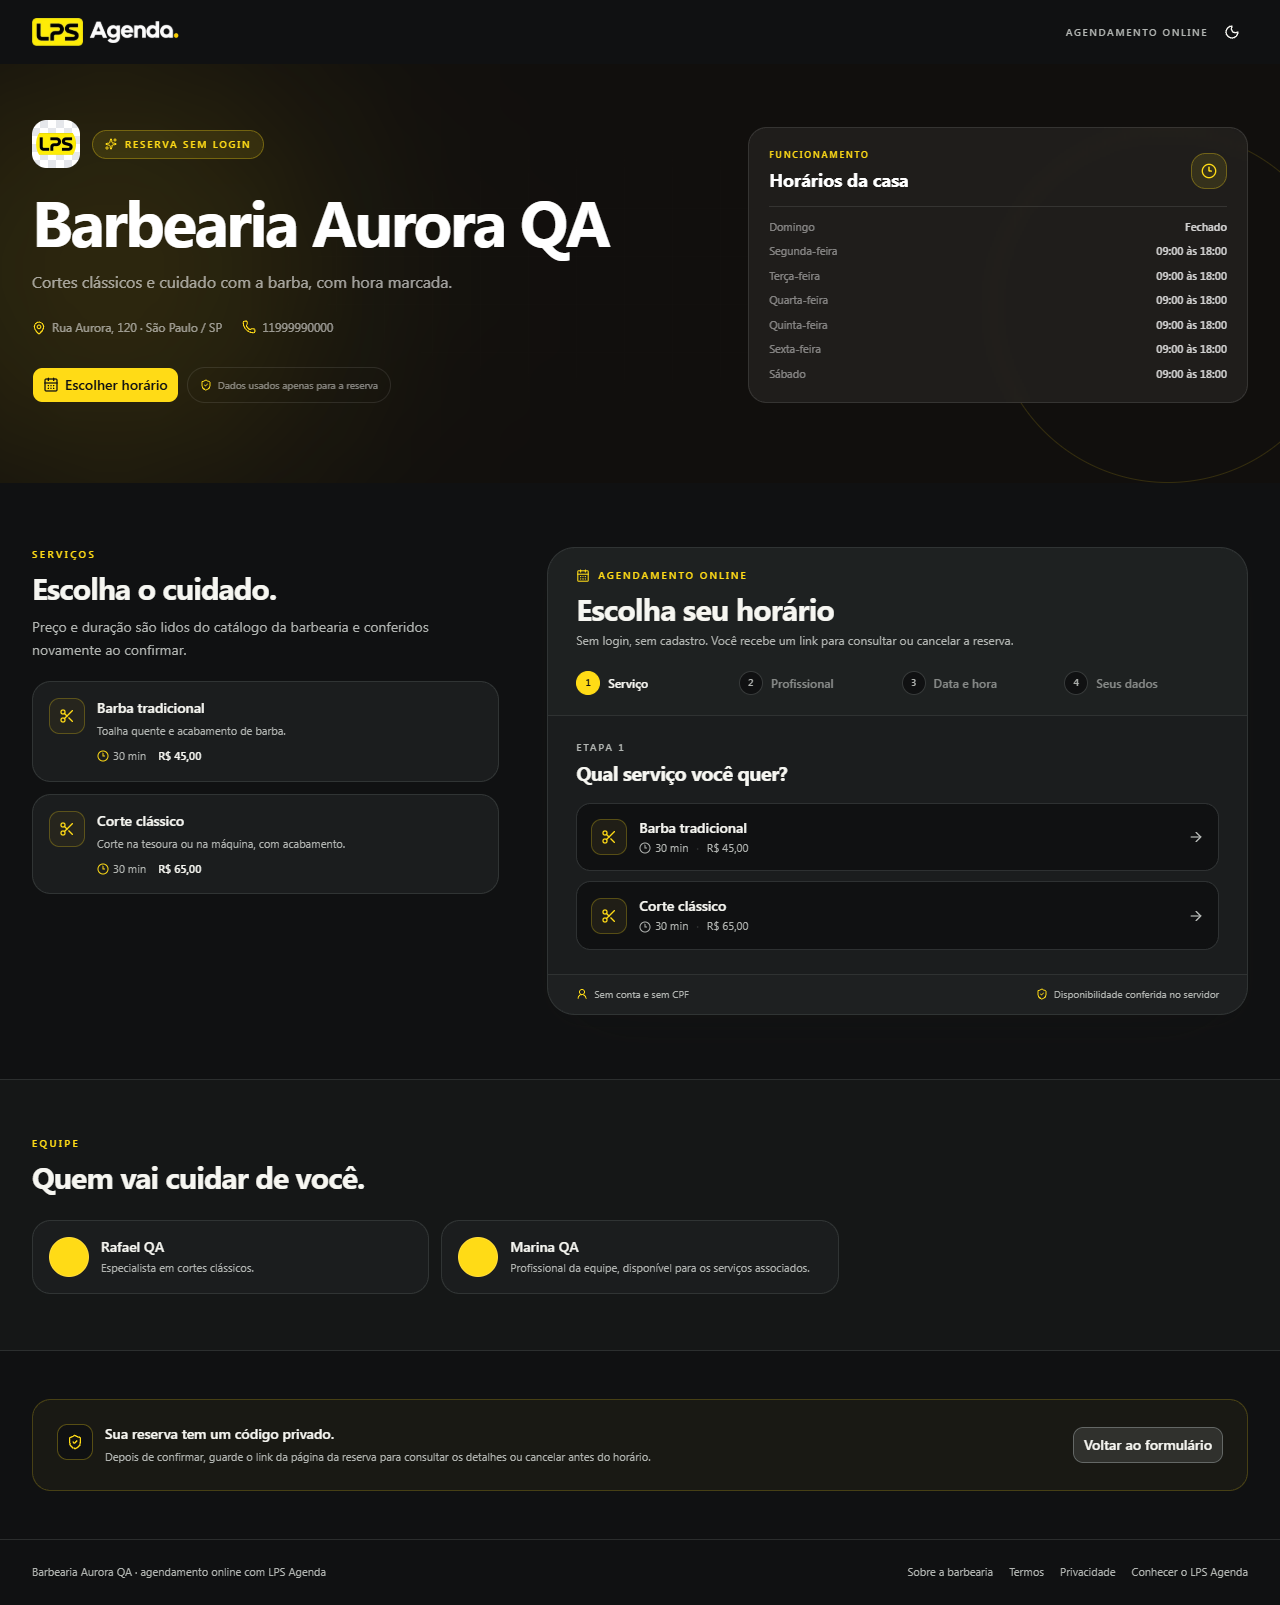 LPS Agenda.
AGENDAMENTO ONLINE
LPS
RESERVA SEM LOGIN
Barbearia Aurora QA
Cortes clássicos e cuidado com a barba, com hora marcada.
Rua Aurora, 120 · São Paulo / SP
11999990000
Escolher horário
Dados usados apenas para a reserva
FUNCIONAMENTO
Horários da casa
Domingo Fechado
Segunda-feira 09:00 às 18:00
Terça-feira 09:00 às 18:00
Quarta-feira 09:00 às 18:00
Quinta-feira 09:00 às 18:00
Sexta-feira 09:00 às 18:00
Sábado 09:00 às 18:00
SERVIÇOS
Escolha o cuidado.
Preço e duração são lidos do catálogo da barbearia e conferidos
novamente ao confirmar.
Barba tradicional
Toalha quente e acabamento de barba.
30 min R$ 45,00
Corte clássico
Corte na tesoura ou na máquina, com acabamento.
30 min R$ 65,00
AGENDAMENTO ONLINE
Escolha seu horário
Sem login, sem cadastro. Você recebe um link para consultar ou cancelar a reserva.
1 Serviço
2 Profissional
3 Data e hora
4 Seus dados
ETAPA 1
Qual serviço você quer?
Barba tradicional
30 min · R$ 45,00
Corte clássico
30 min · R$ 65,00
Sem conta e sem CPF
Disponibilidade conferida no servidor
EQUIPE
Quem vai cuidar de você.
Rafael QA
Especialista em cortes clássicos.
Marina QA
Profissional da equipe, disponível para os serviços associados.
Sua reserva tem um código privado.
Depois de confirmar, guarde o link da página da reserva para consultar os detalhes ou cancelar antes do horário.
Voltar ao formulário
Barbearia Aurora QA · agendamento online com LPS Agenda
Sobre a barbearia
Termos
Privacidade
Conhecer o LPS Agenda